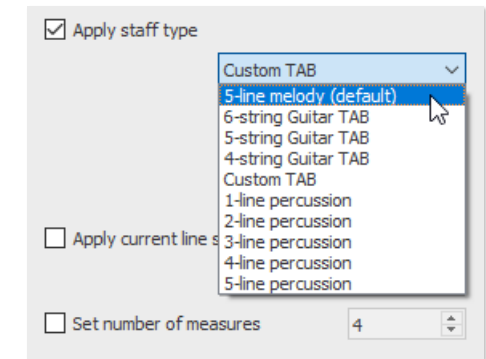 Apply staff type
Custom TAB
5-line melody (default)
6-string Guitar TAB
5-string Guitar TAB
4-string Guitar TAB
Custom TAB
1-line percussion
2-line percussion
Apply current line s
3-line percussion
4-line percussion
5-line percussion
Set number of measures
4